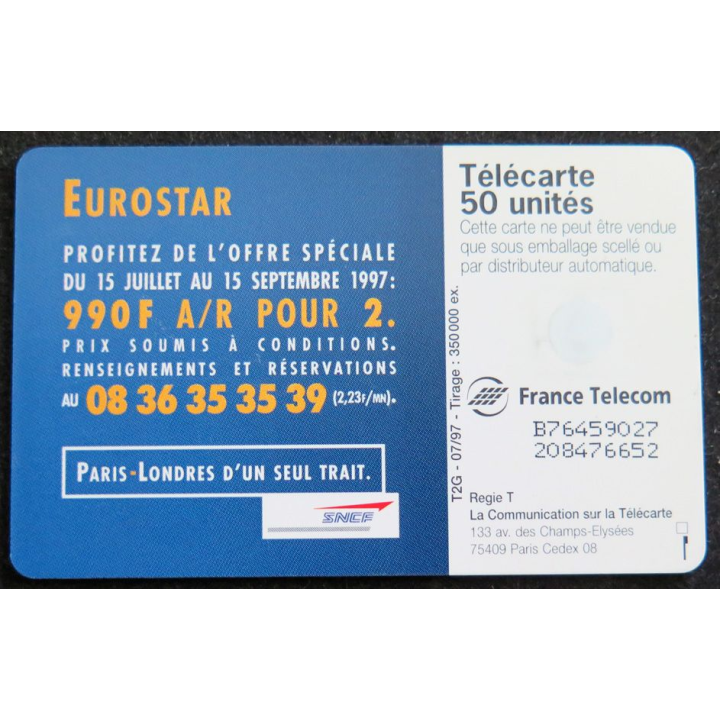 EUROSTAR
PROFITEZ DE L'OFFRE SPÉCIALE
DU 15 JUILLET AU 15 SEPTEMBRE 1997:
990F A/R POUR 2.
PRIX SOUMIS À CONDITIONS.
RENSEIGNEMENTS ET RÉSERVATIONS
AU 08 36 35 35 39 (2,23F/MN).
PARIS-LONDRES D'UN SEUL TRAIT.
SNCF
T2G - 07/97 - Tirage : 350000 ex.
Télécarte
50 unités
Cette carte ne peut être vendue
que sous emballage scellé ou
par distributeur automatique.
France Telecom
B76459027
208476652
Regie T
La Communication sur la Télécarte
133 av. des Champs-Elysées
75409 Paris Cedex 08